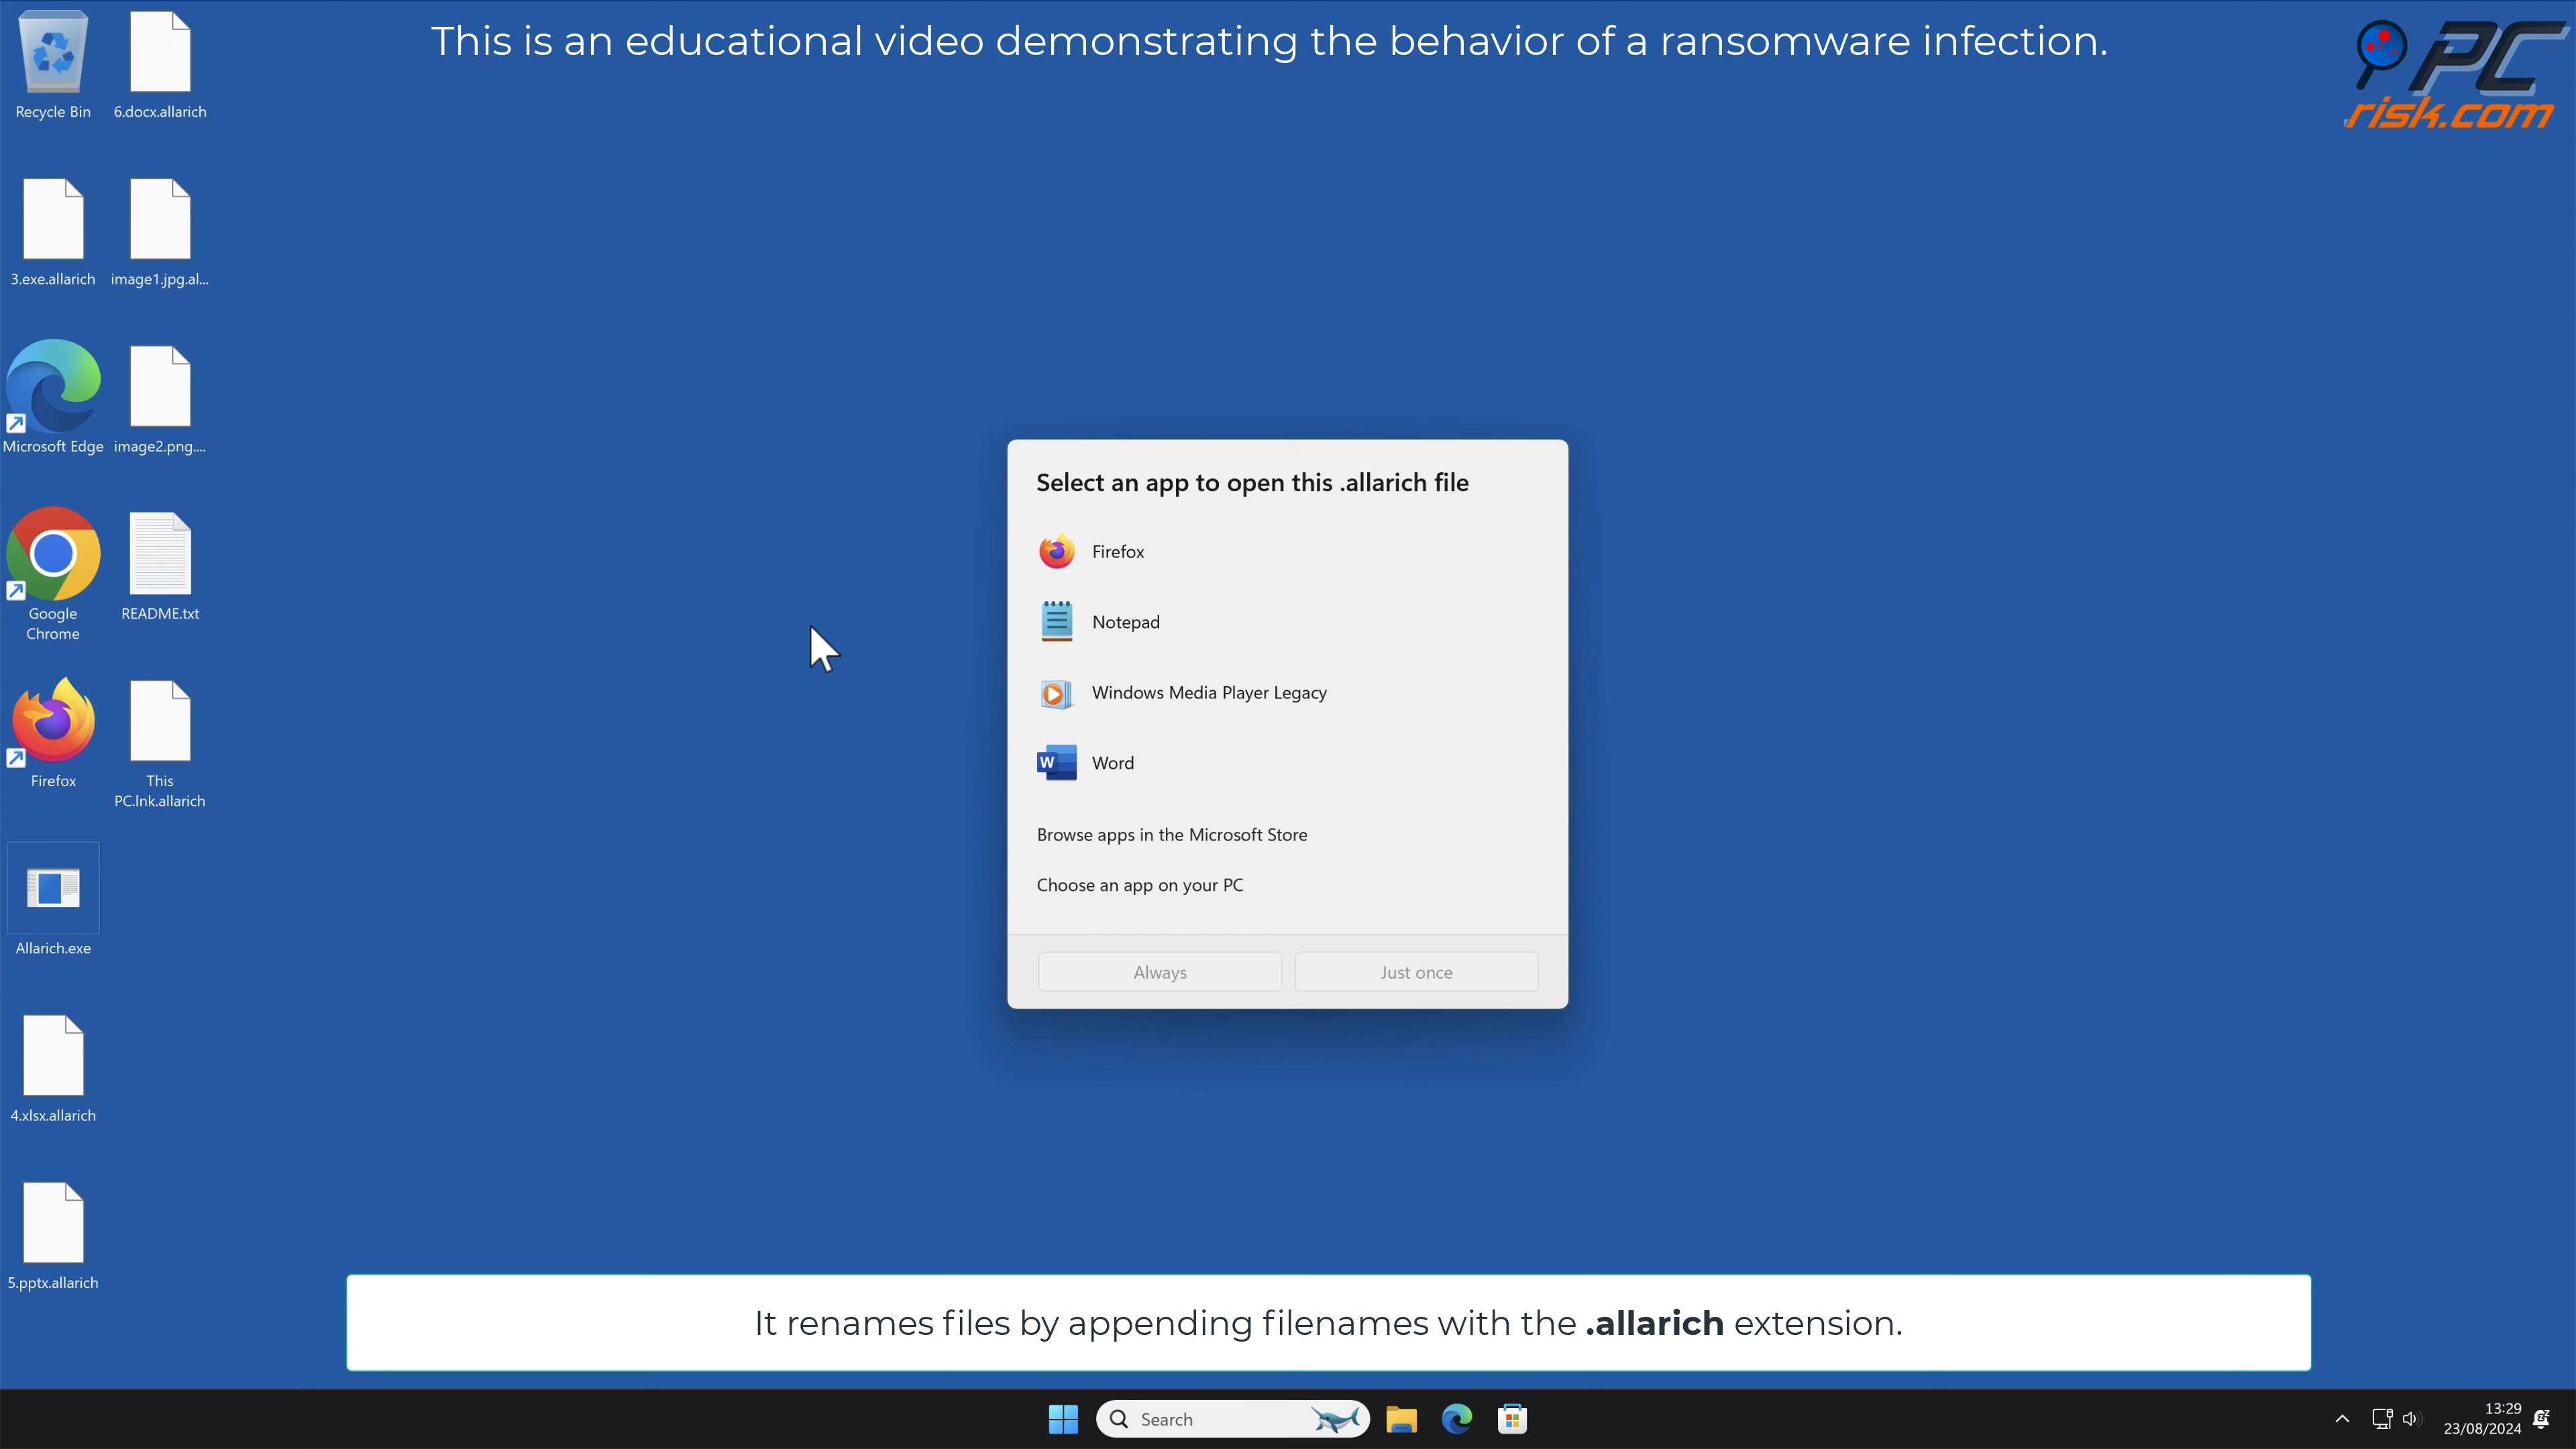 This is an educational video demonstrating the behavior of a ransomware infection.
PC
risk.com
Recycle Bin
6.docx.allarich
3.exe.allarich
image1.jpg.al...
Microsoft Edge
image2.png....
Google
Chrome
README.txt
Firefox
This
PC.lnk.allarich
Allarich.exe
4.xlsx.allarich
5.pptx.allarich
Select an app to open this .allarich file
Firefox
Notepad
Windows Media Player Legacy
W
Word
Browse apps in the Microsoft Store
Choose an app on your PC
Always
Just once
It renames files by appending filenames with the .allarich extension.
Search
13:29
23/08/2024